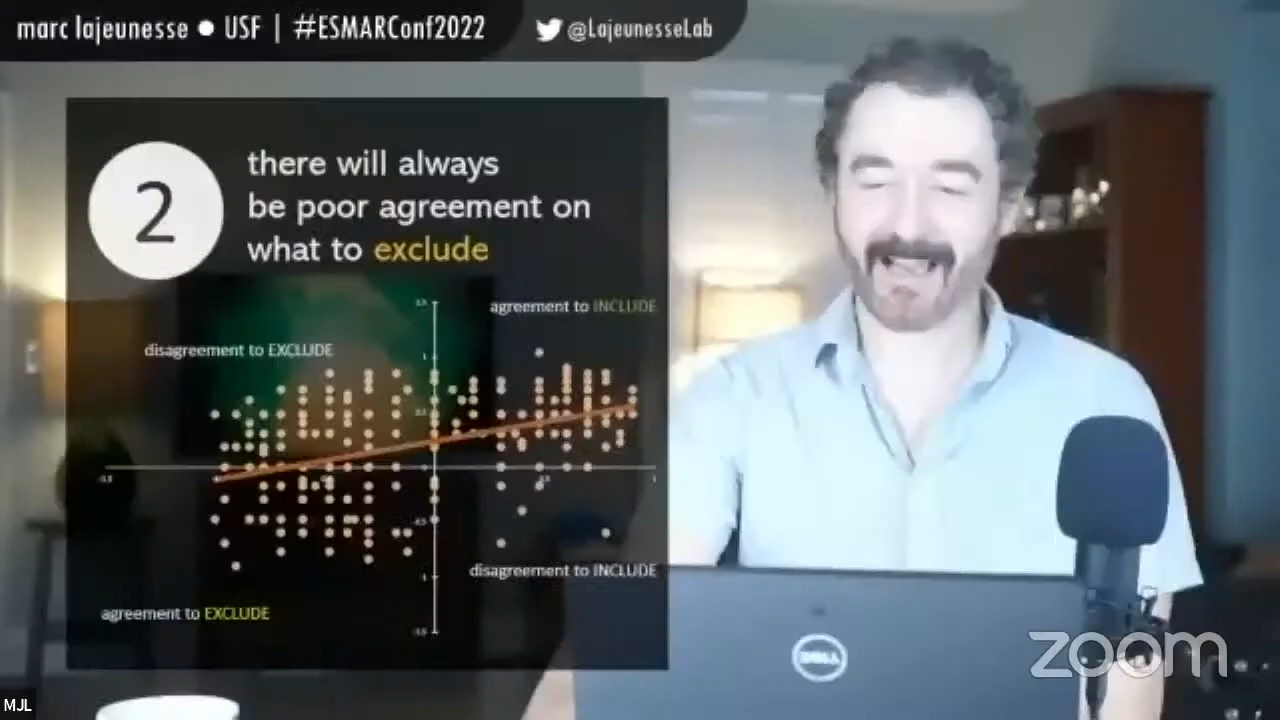 marc lajeunesse ● USF | #ESMARConf2022
@LajeunesseLab
2
there will always
be poor agreement on
what to exclude
agreement to INCLUDE
disagreement to EXCLUDE
disagreement to INCLUDE
agreement to EXCLUDE
DELL
zoom
MJL